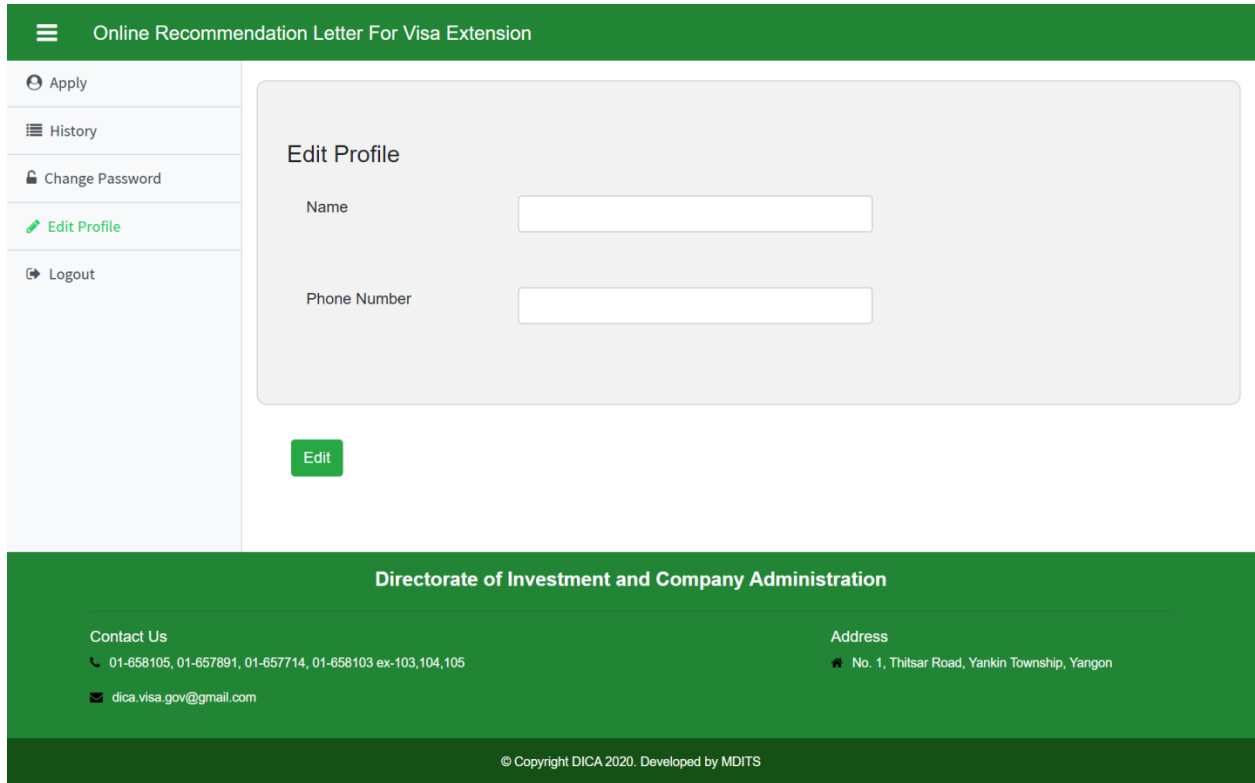 Online Recommendation Letter For Visa Extension
Apply
History
Change Password
Edit Profile
Logout
Edit Profile
Name
Phone Number
Edit
Directorate of Investment and Company Administration
Contact Us
01-658105, 01-657891, 01-657714, 01-658103 ex-103,104,105
dica.visa.gov@gmail.com
Address
No. 1, Thitsar Road, Yankin Township, Yangon
© Copyright DICA 2020. Developed by MDITS